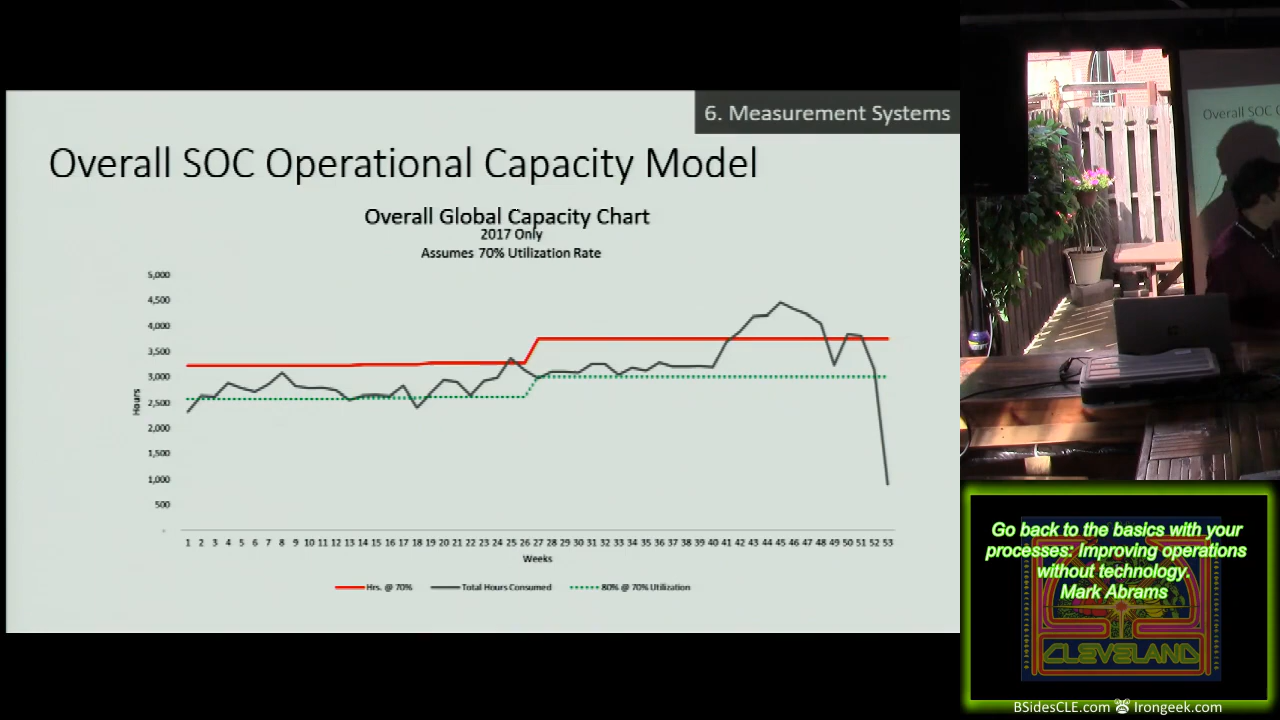 6. Measurement Systems
Overall SOC Operational Capacity Model
Overall Global Capacity Chart
2017 Only
Assumes 70% Utilization Rate
5,000
4,500
4,000
3,500
3,000
2,500
2,000
1,500
1,000
500
-
Hours
1 2 3 4 5 6 7 8 9 10 11 12 13 14 15 16 17 18 19 20 21 22 23 24 25 26 27 28 29 30 31 32 33 34 35 36 37 38 39 40 41 42 43 44 45 46 47 48 49 50 51 52 53
Weeks
Hrs. @ 70% Total Hours Consumed 80% @ 70% Utilization
Overall SOC
Go back to the basics with your
processes: Improving operations
without technology.
Mark Abrams
CLEVELAND
BSidesCLE.com Irongeek.com